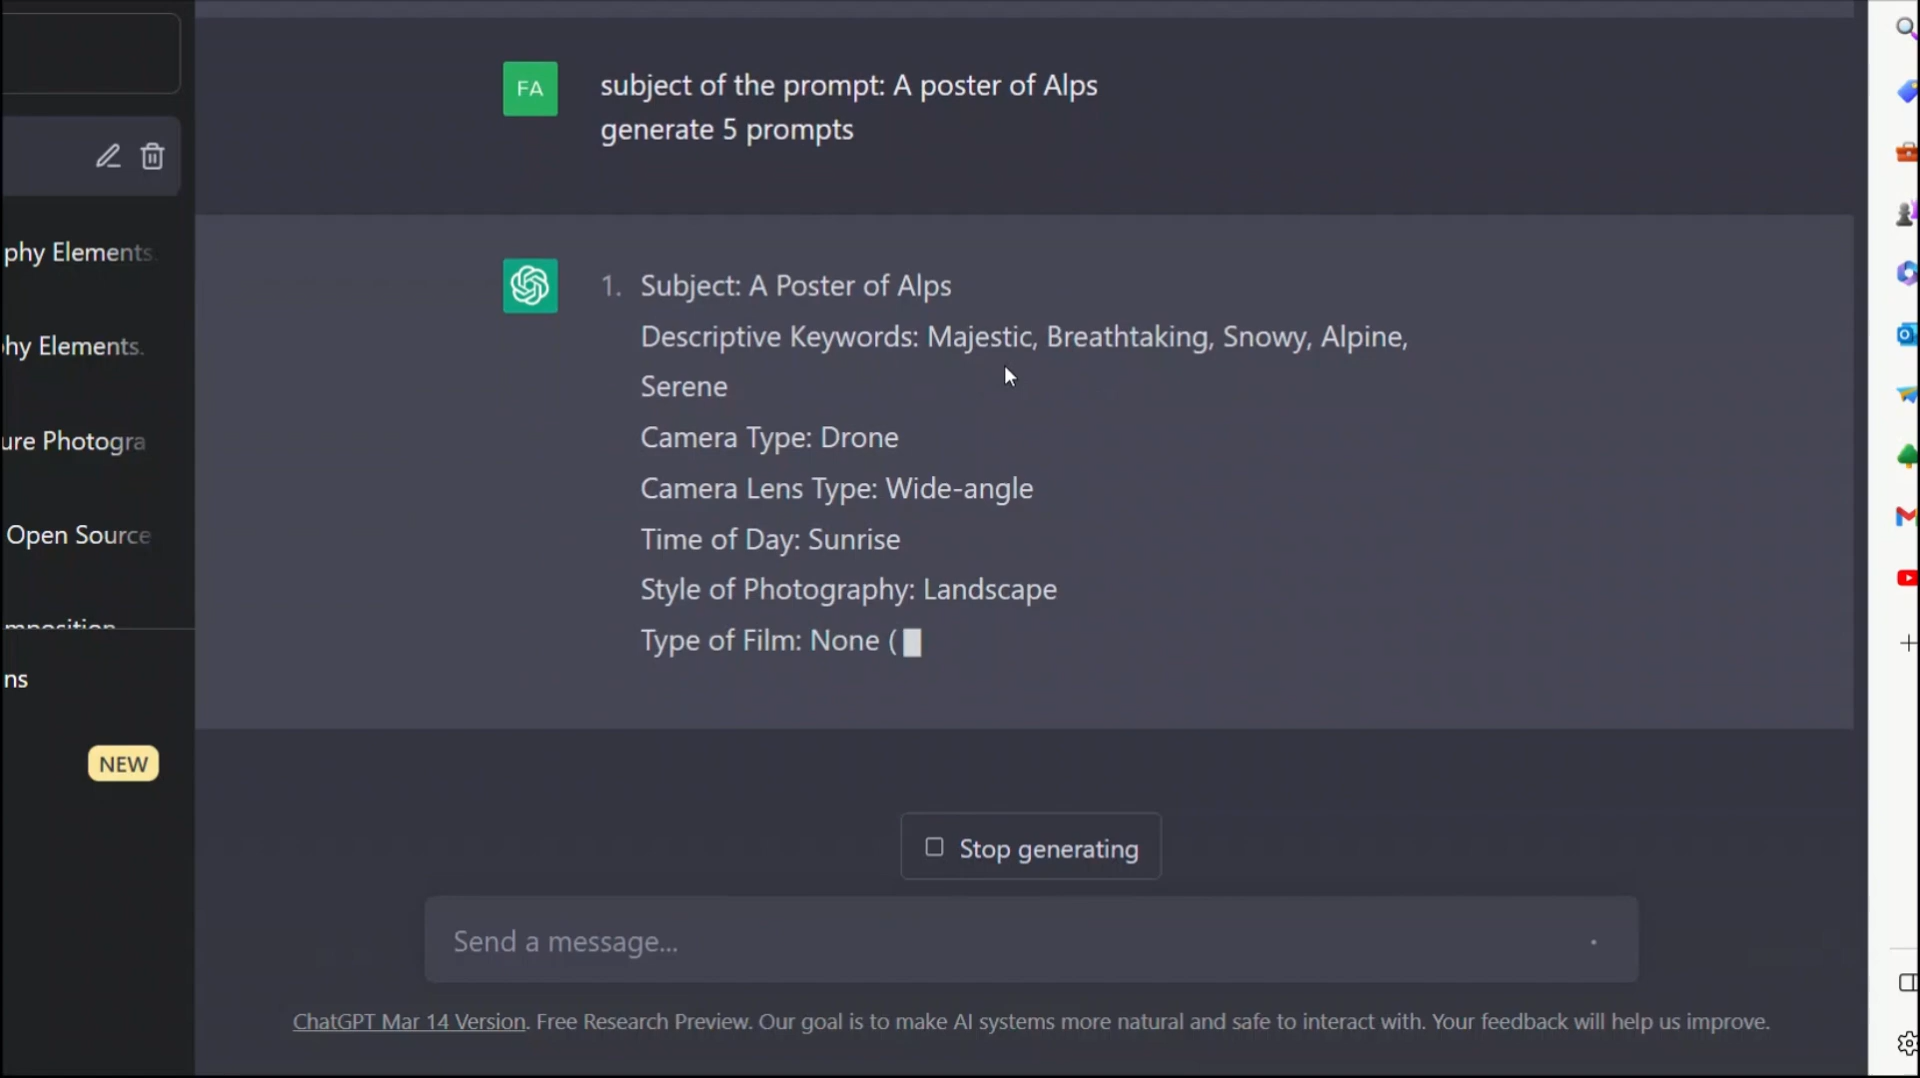 FA
subject of the prompt: A poster of Alps
generate 5 prompts
1. Subject: A Poster of Alps
Descriptive Keywords: Majestic, Breathtaking, Snowy, Alpine,
Serene
Camera Type: Drone
Camera Lens Type: Wide-angle
Time of Day: Sunrise
Style of Photography: Landscape
Type of Film: None (
phy Elements.
hy Elements.
ure Photogra
Open Source
mposition
ns
NEW
Stop generating
Send a message...
ChatGPT Mar 14 Version. Free Research Preview. Our goal is to make AI systems more natural and safe to interact with. Your feedback will help us improve.